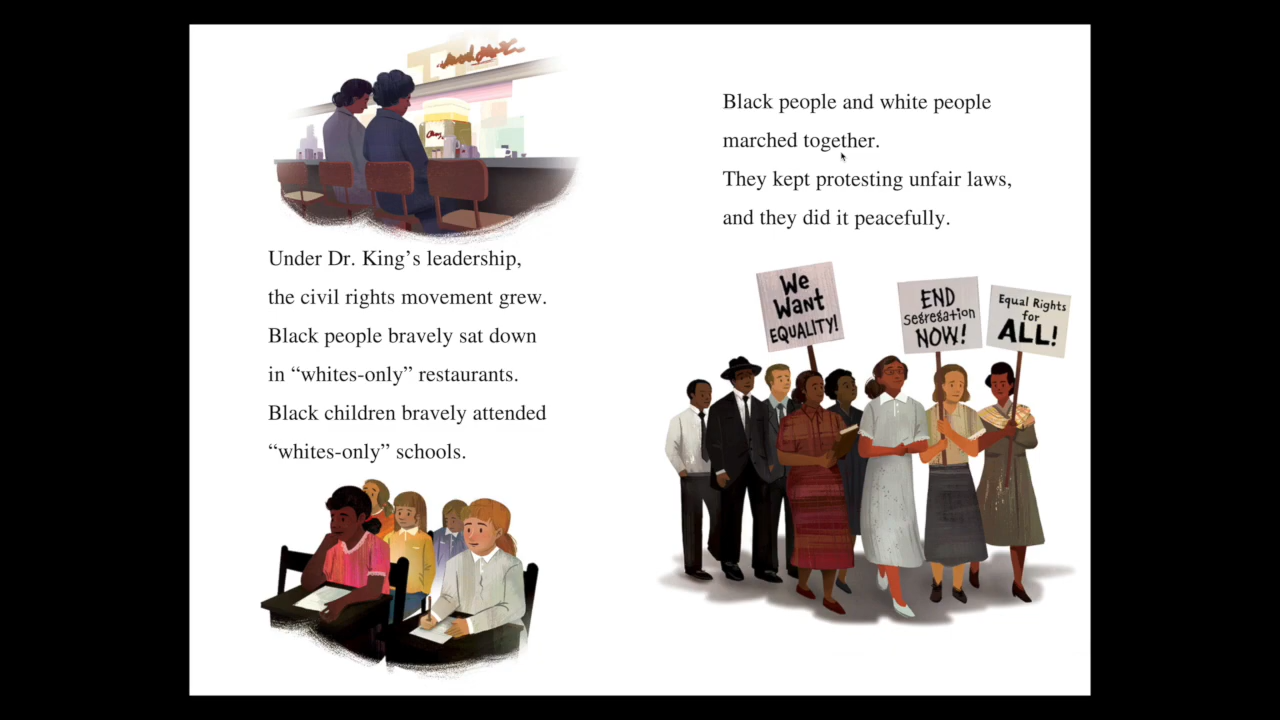 Under Dr. King’s leadership,
the civil rights movement grew.
Black people bravely sat down
in “whites-only” restaurants.
Black children bravely attended
“whites-only” schools.
Black people and white people
marched together.
They kept protesting unfair laws,
and they did it peacefully.
We
Want
EQUALITY!
END
Segregation
NOW!
Equal Rights
for
ALL!